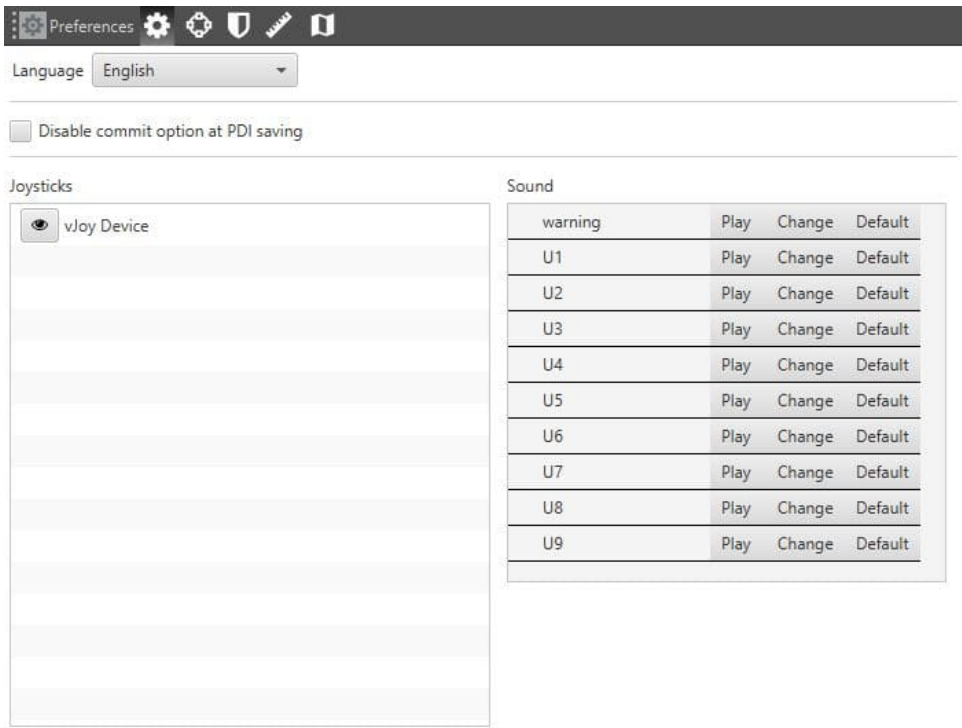 Preferences
Language English
Disable commit option at PDI saving
Joysticks
vJoy Device
Sound
warning Play Change Default
U1 Play Change Default
U2 Play Change Default
U3 Play Change Default
U4 Play Change Default
U5 Play Change Default
U6 Play Change Default
U7 Play Change Default
U8 Play Change Default
U9 Play Change Default